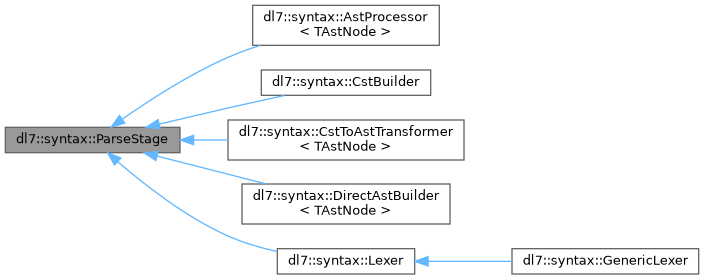 dl7::syntax::AstProcessor
< TAstNode >
dl7::syntax::CstBuilder
dl7::syntax::ParseStage
dl7::syntax::CstToAstTransformer
< TAstNode >
dl7::syntax::DirectAstBuilder
< TAstNode >
dl7::syntax::Lexer
dl7::syntax::GenericLexer